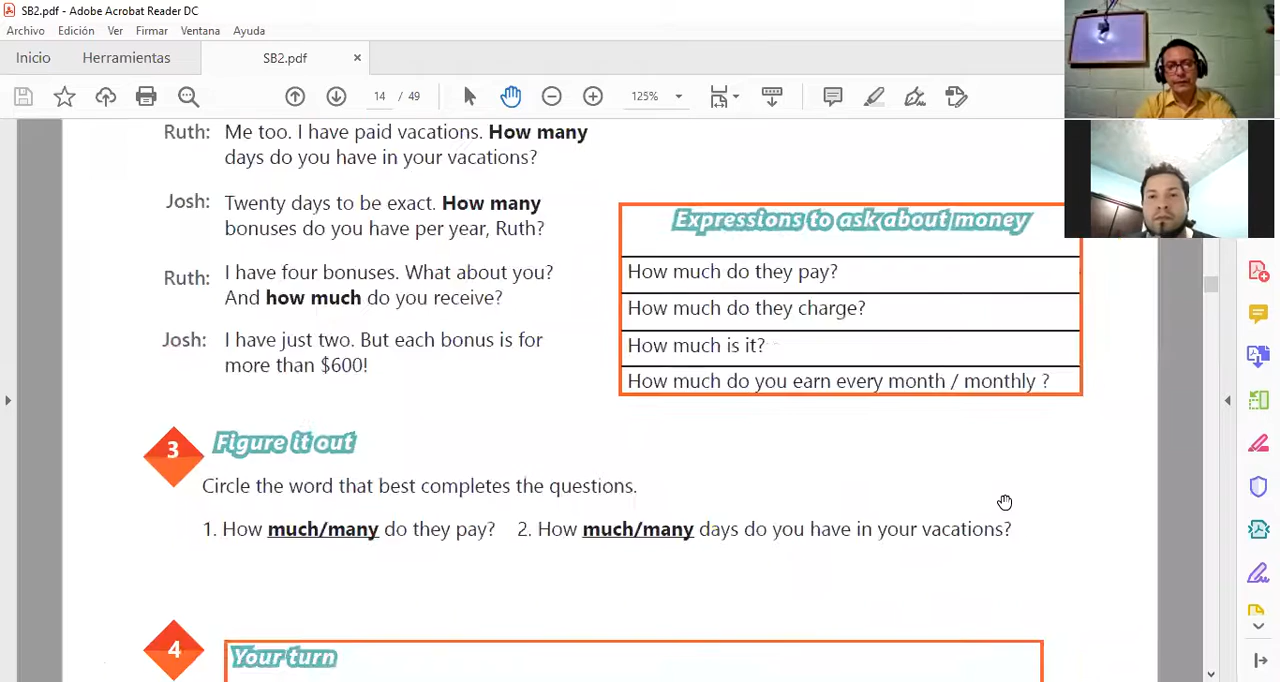 SB2.pdf - Adobe Acrobat Reader DC
Archivo Edición Ver Firmar Ventana Ayuda
Inicio Herramientas SB2.pdf ×
14 / 49 125%
Ruth: Me too. I have paid vacations. How many
days do you have in your vacations?
Josh: Twenty days to be exact. How many
bonuses do you have per year, Ruth?
Ruth: I have four bonuses. What about you?
And how much do you receive?
Josh: I have just two. But each bonus is for
more than $600!
Expressions to ask about money
How much do they pay?
How much do they charge?
How much is it?
How much do you earn every month / monthly ?
3 Figure it out
Circle the word that best completes the questions.
1. How much/many do they pay? 2. How much/many days do you have in your vacations?
4 Your turn